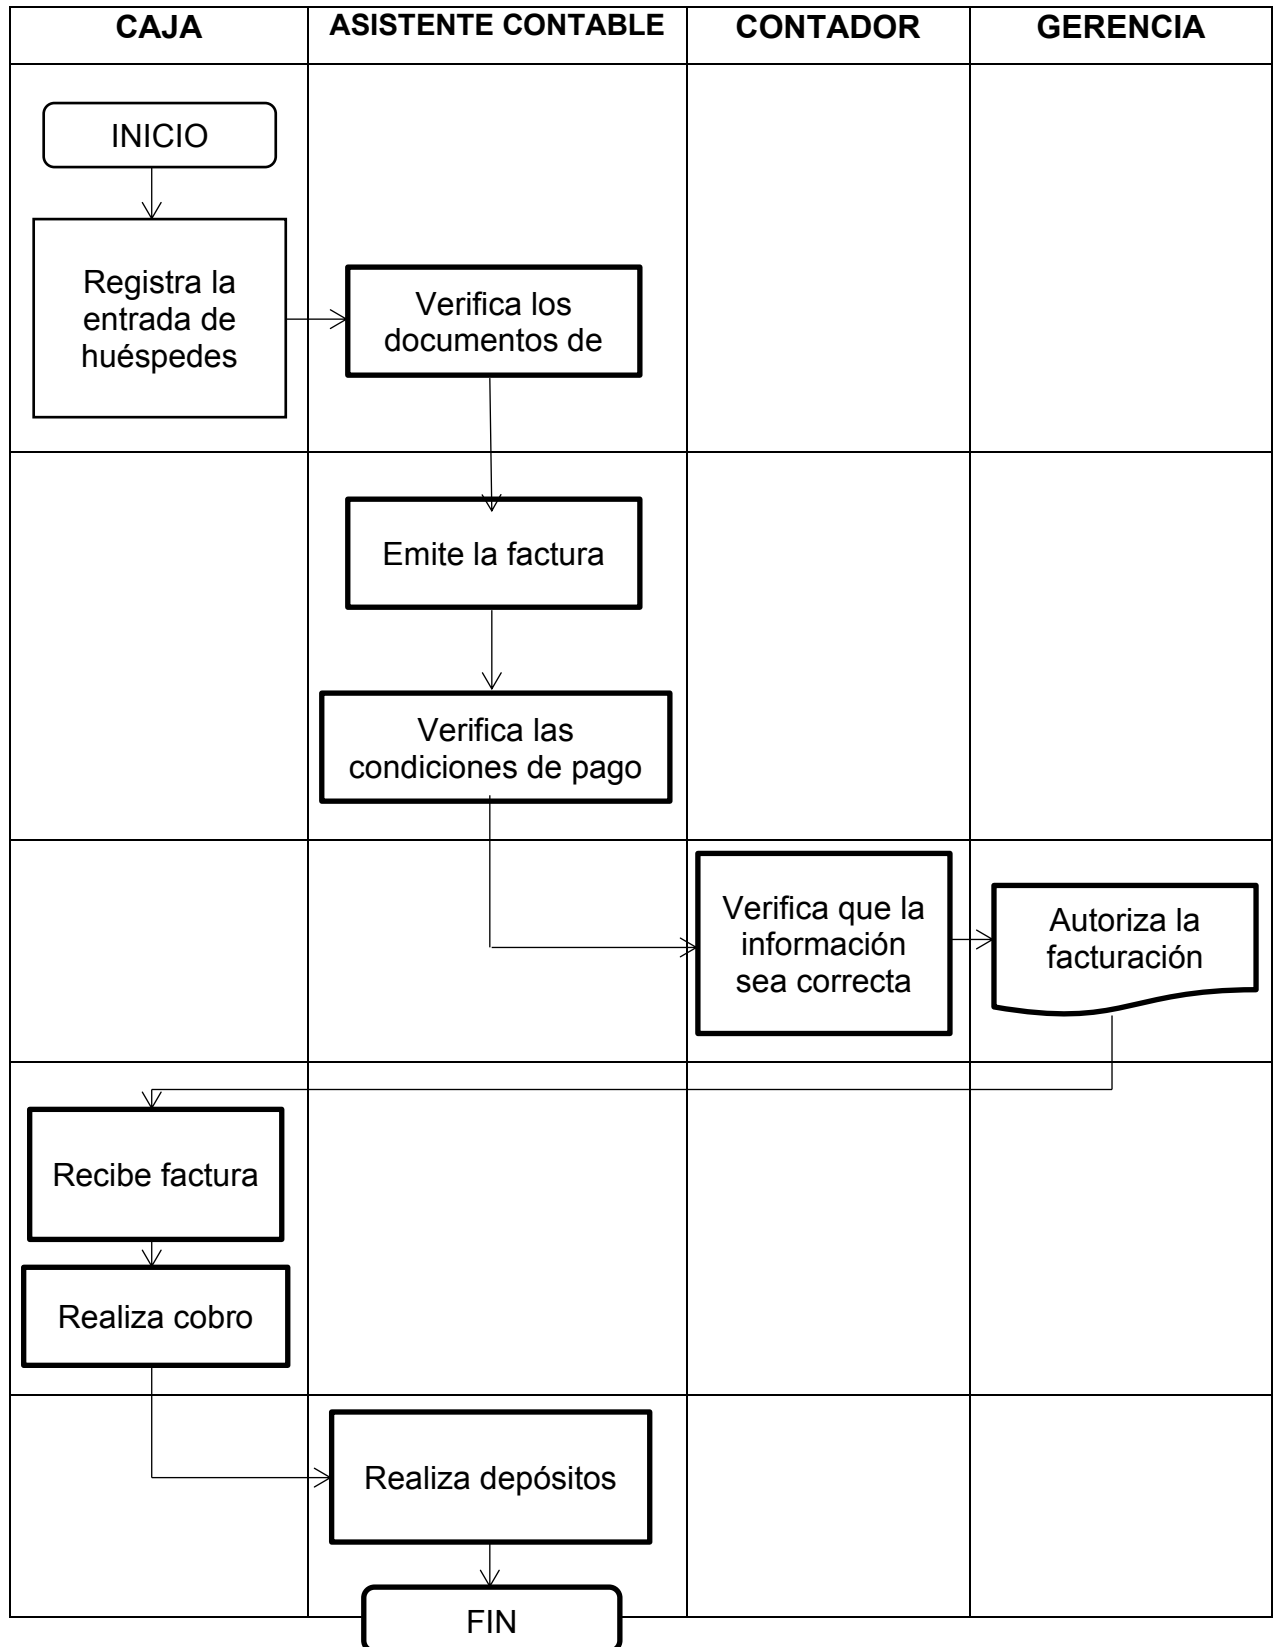 CAJA
ASISTENTE CONTABLE
CONTADOR
GERENCIA
INICIO
Registra la
entrada de
huéspedes
Verifica los
documentos de
Emite la factura
Verifica las
condiciones de pago
Verifica que la
información
sea correcta
Autoriza la
facturación
Recibe factura
Realiza cobro
Realiza depósitos
FIN